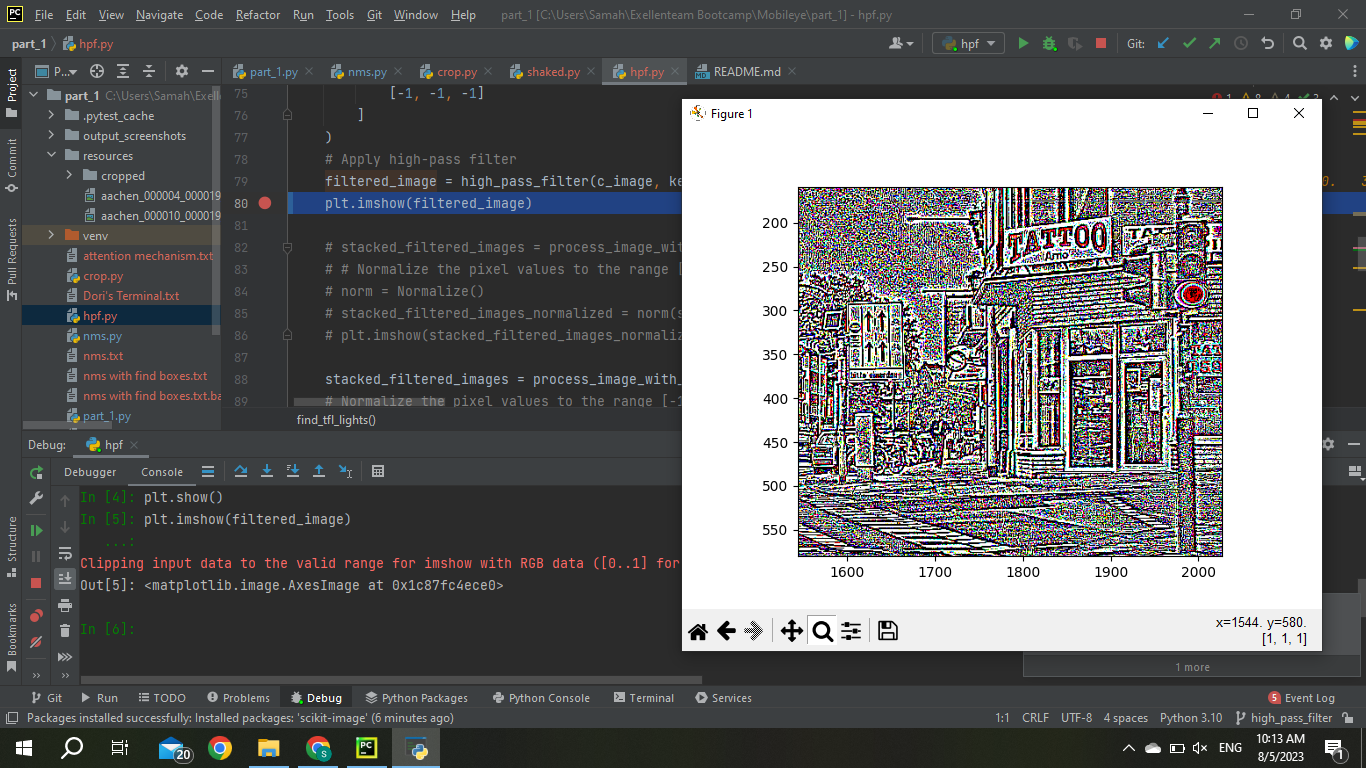 File Edit View Navigate Code Refactor Run Tools Git Window Help part_1 [C:\Users\Samah\Exellenteam Bootcamp\Mobileye\part_1] - hpf.py
part_1 hpf.py
hpf
Git:
Project
P...
part_1.py
nms.py
crop.py
shaked.py
hpf.py
README.md
part_1 C:\Users\Samah\Exelle
.pytest_cache
output_screenshots
resources
cropped
aachen_000004_000019
aachen_000010_000019
venv
attention mechanism.txt
crop.py
Dori's Terminal.txt
hpf.py
nms.py
nms.txt
nms with find boxes.txt
nms with find boxes.txt.ba
part_1.py
Commit
Pull Requests
75 [-1, -1, -1]
76 ]
77 )
78 # Apply high-pass filter
79 filtered_image = high_pass_filter(c_image, ke
80 plt.imshow(filtered_image)
81
82 # stacked_filtered_images = process_image_wit
83 # # Normalize the pixel values to the range [
84 # norm = Normalize()
85 # stacked_filtered_images_normalized = norm(s
86 # plt.imshow(stacked_filtered_images_normaliz
87
88 stacked_filtered_images = process_image_with_
89 # Normalize the pixel values to the range [-1
find_tfl_lights()
Figure 1
TATTOO
200
250
300
350
400
450
500
550
1600 1700 1800 1900 2000
x=1544. y=580.
[1, 1, 1]
1 more
Debug: hpf
Debugger Console
In [4]: plt.show()
In [5]: plt.imshow(filtered_image)
...:
Clipping input data to the valid range for imshow with RGB data ([0..1] for
Out[5]: <matplotlib.image.AxesImage at 0x1c87fc4ece0>
In [6]:
Structure
Bookmarks
Git Run TODO Problems Debug Python Packages Python Console Terminal Services 5 Event Log
Packages installed successfully: Installed packages: 'scikit-image' (6 minutes ago) 1:1 CRLF UTF-8 4 spaces Python 3.10 high_pass_filter
20
ENG
10:13 AM
8/5/2023
1